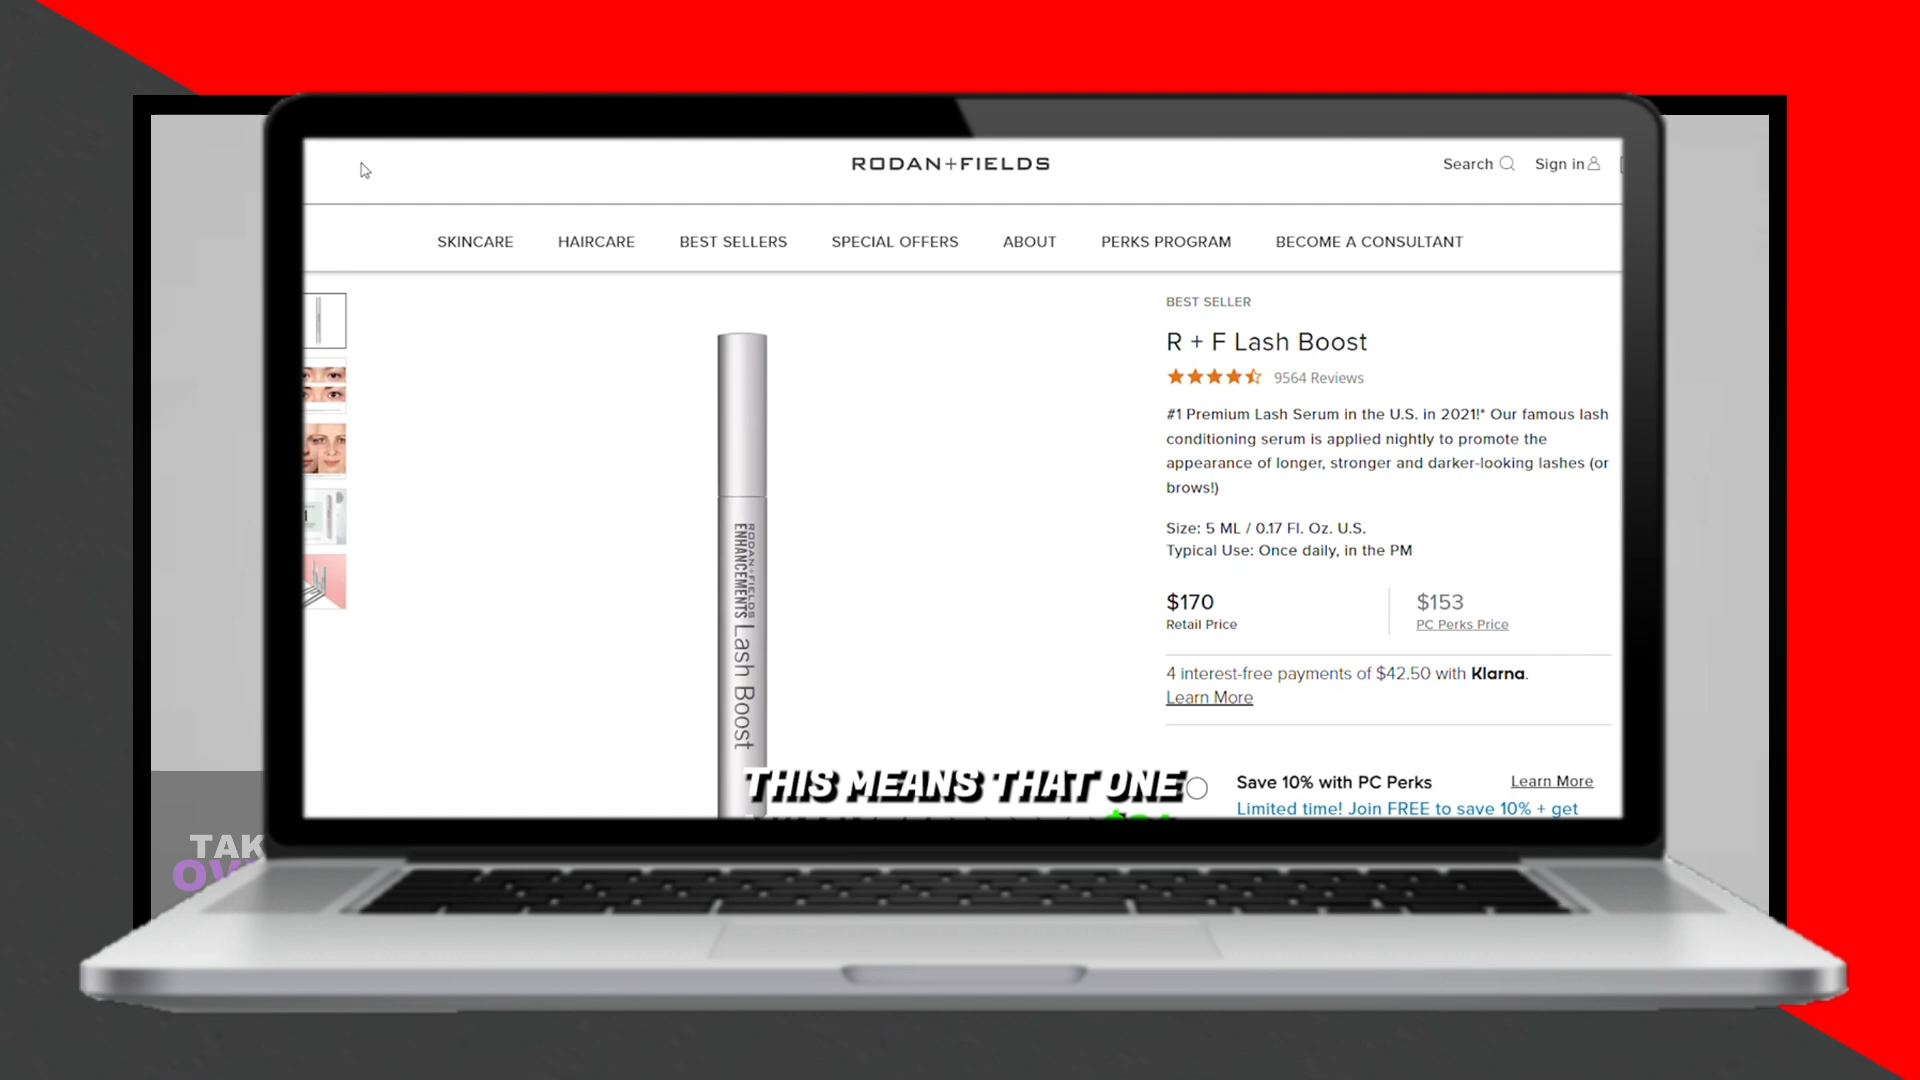 RODAN+FIELDS
Search
Sign in
SKINCARE
HAIRCARE
BEST SELLERS
SPECIAL OFFERS
ABOUT
PERKS PROGRAM
BECOME A CONSULTANT
BEST SELLER
R + F Lash Boost
9564 Reviews
#1 Premium Lash Serum in the U.S. in 2021!* Our famous lash
conditioning serum is applied nightly to promote the
appearance of longer, stronger and darker-looking lashes (or
brows!)
Size: 5 ML / 0.17 Fl. Oz. U.S.
Typical Use: Once daily, in the PM
$170
Retail Price
$153
PC Perks Price
4 interest-free payments of $42.50 with Klarna.
Learn More
Save 10% with PC Perks
Learn More
Limited time! Join FREE to save 10% + get
RODAN+FIELDS
ENHANCEMENTS
Lash Boost
THIS MEANS THAT ONE